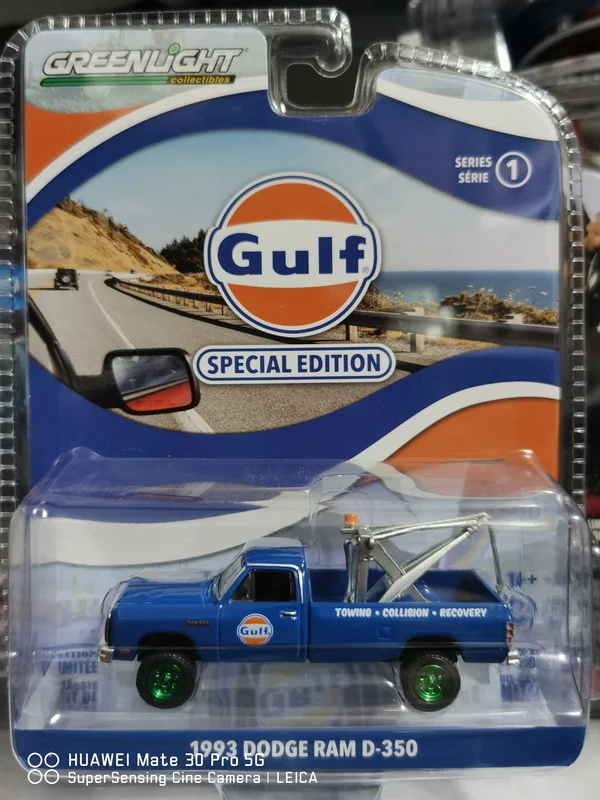 GREENLIGHT
collectibles
SERIES
SÉRIE
1
Gulf®
SPECIAL EDITION
TOWING • COLLISION • RECOVERY
Gulf
1993 DODGE RAM D-350
HUAWEI Mate 30 Pro 5G
SuperSensing Cine Camera | LEICA